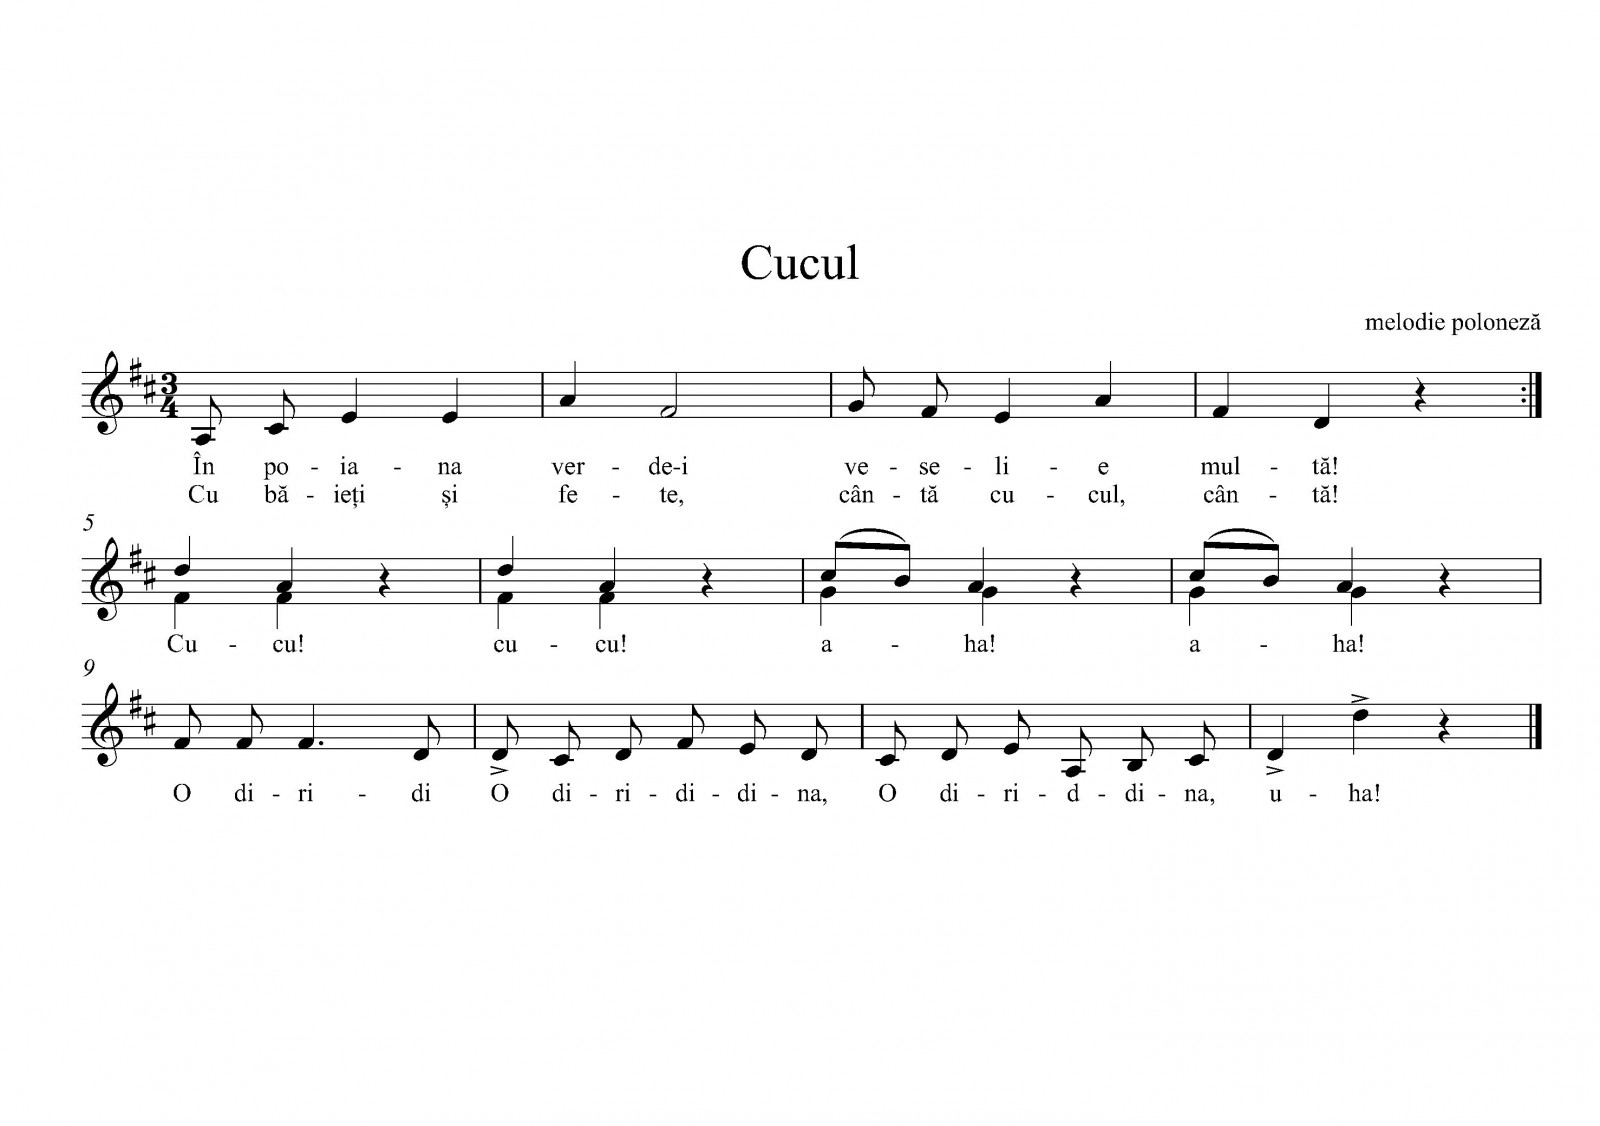 Cucul
melodie poloneză
3
4
În po - ia - na ver - de-i ve - se - li - e mul - tă!
Cu bă - ieți și fe - te, cân - tă cu - cul, cân - tă!
5
Cu - cu! cu - cu! a - ha! a - ha!
9
O di - ri - di O di - ri - di - di - na, O di - ri - d - di - na, u - ha!